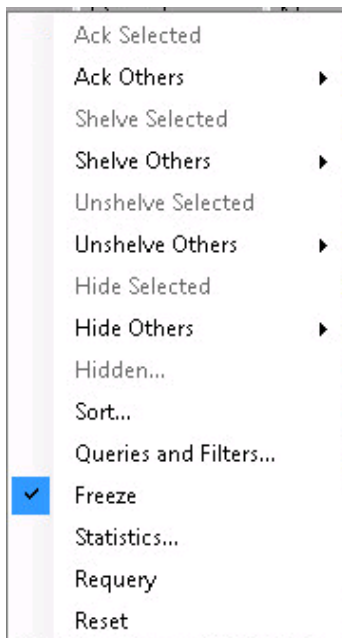 Ack Selected
Ack Others
Shelve Selected
Shelve Others
Unshelve Selected
Unshelve Others
Hide Selected
Hide Others
Hidden...
Sort...
Queries and Filters...
Freeze
Statistics...
Requery
Reset